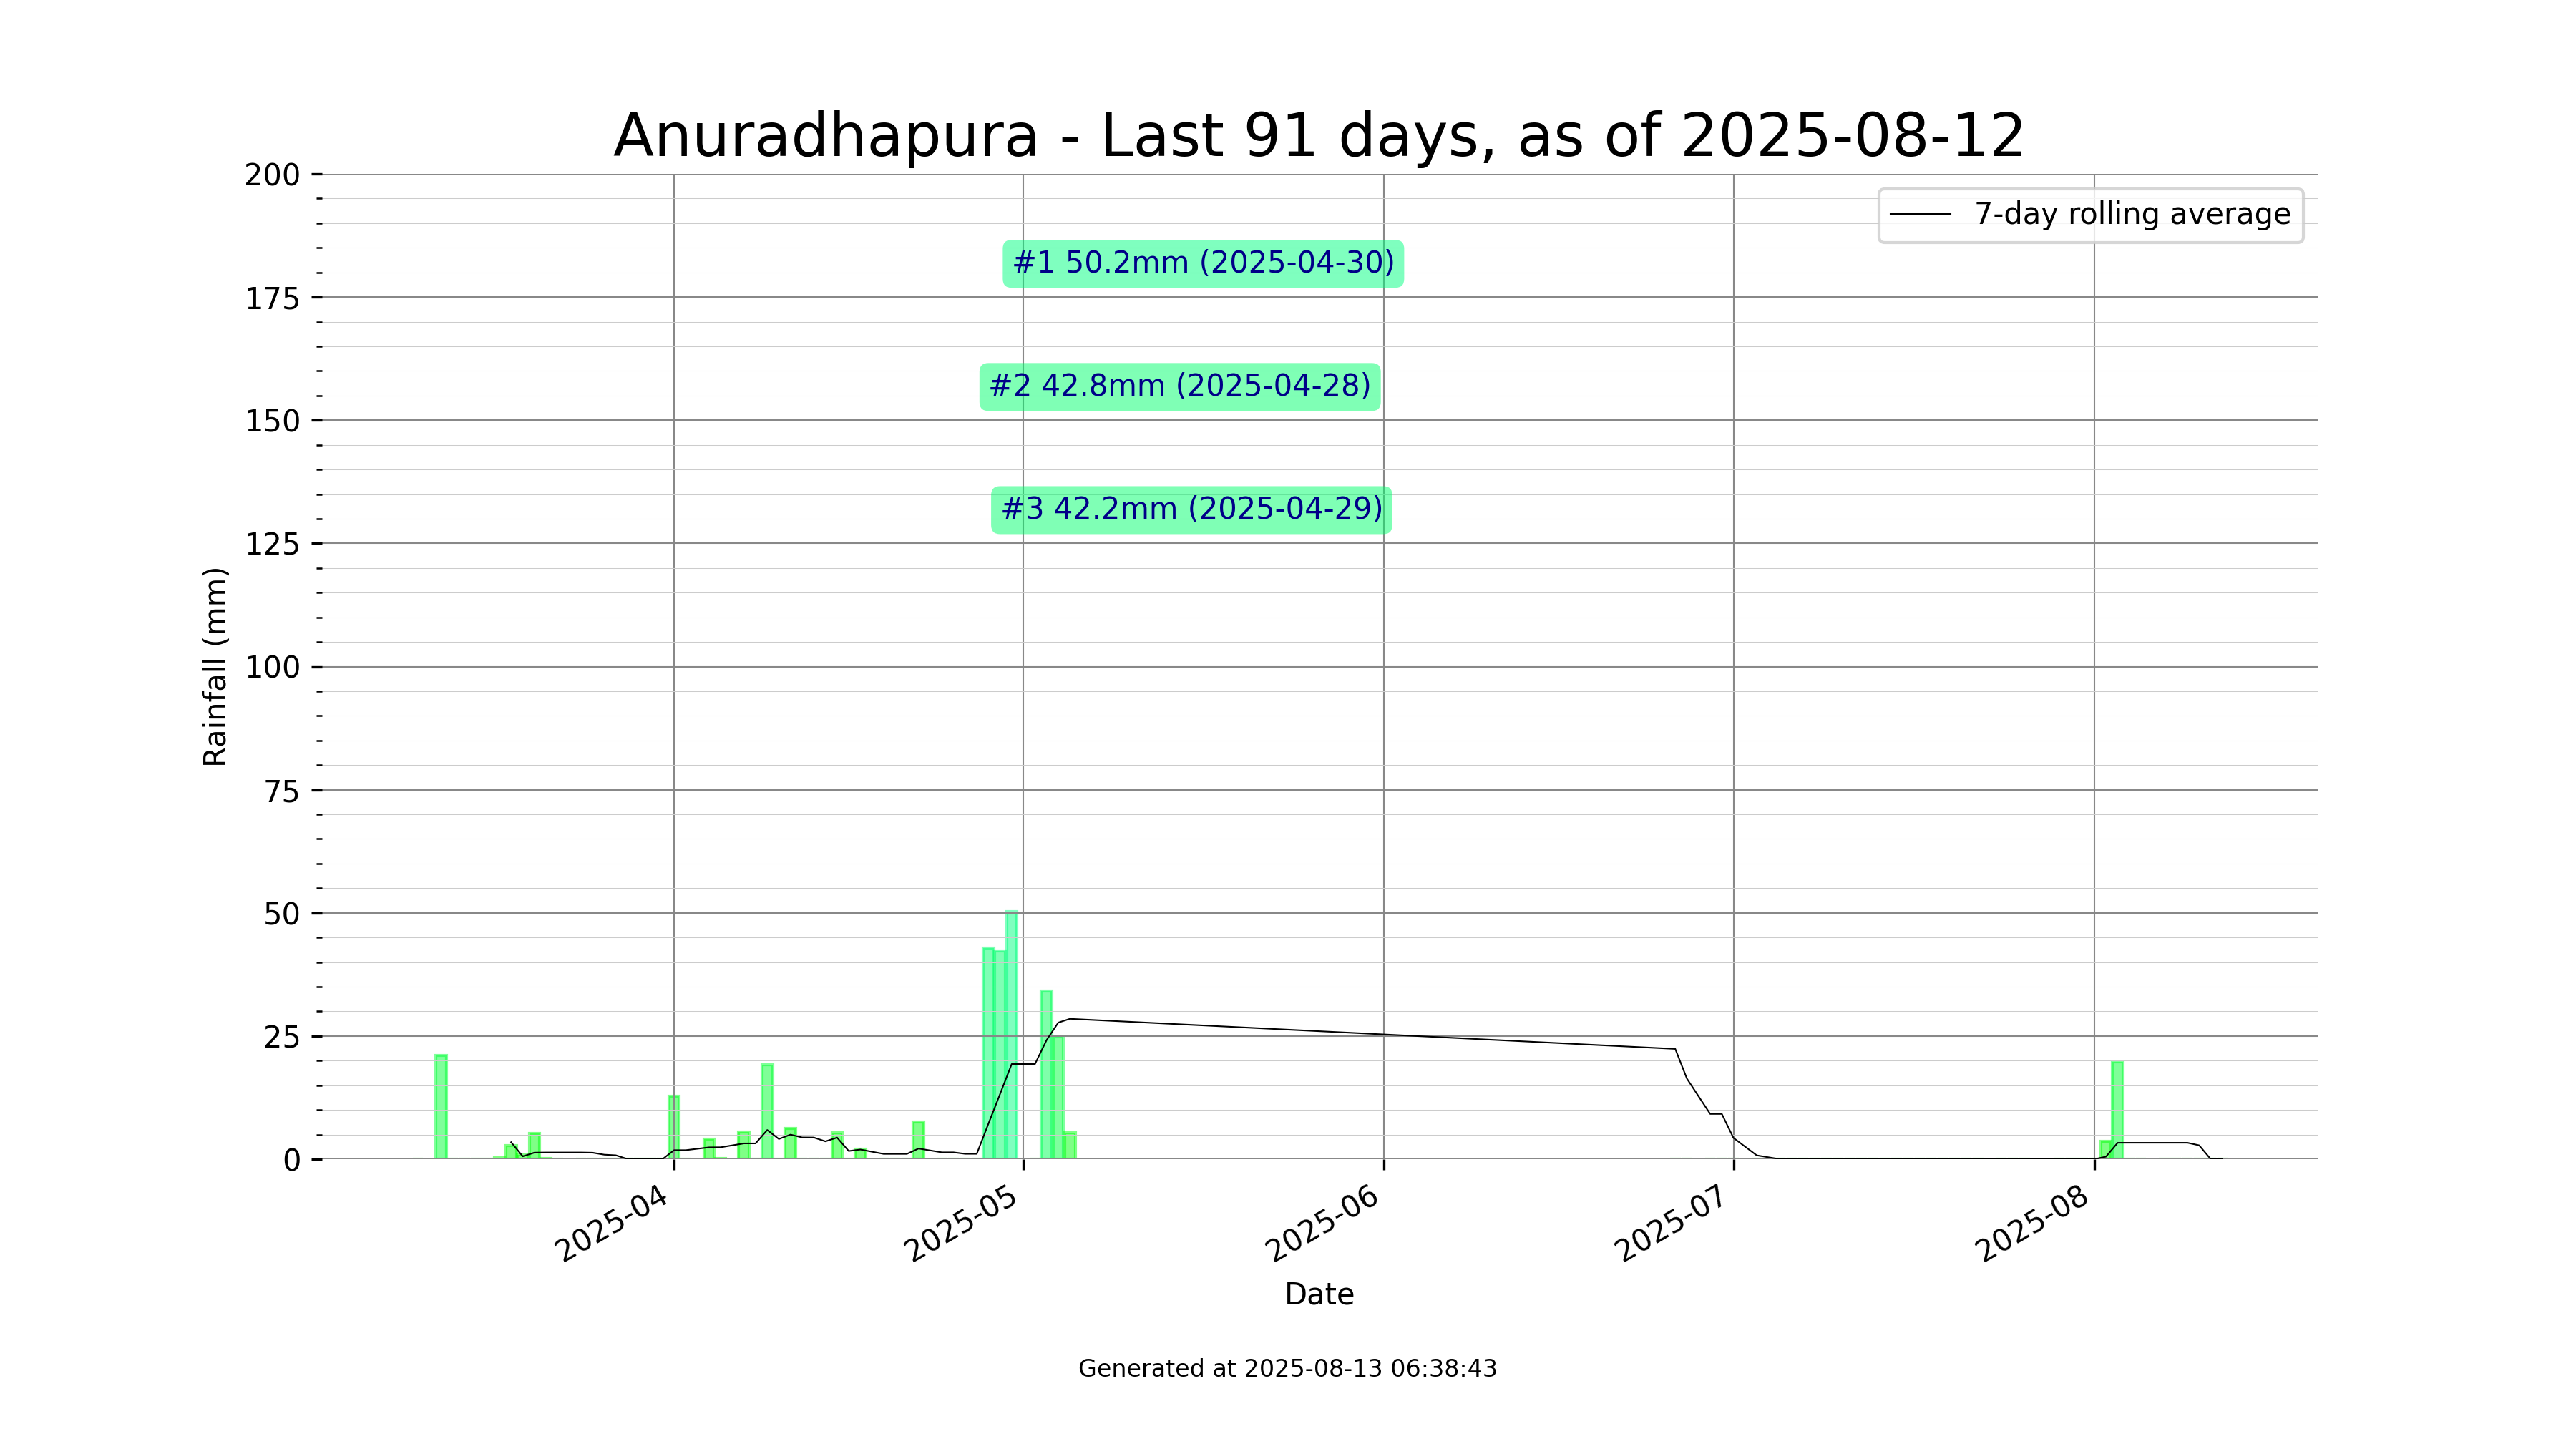 Anuradhapura - Last 91 days, as of 2025-08-12
200
175
150
125
100
75
50
25
0
Rainfall (mm)
7-day rolling average
#1 50.2mm (2025-04-30)
#2 42.8mm (2025-04-28)
#3 42.2mm (2025-04-29)
2025-04
2025-05
2025-06
2025-07
2025-08
Date
Generated at 2025-08-13 06:38:43